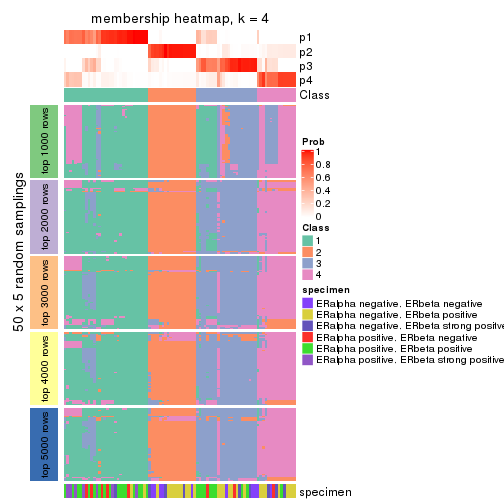 membership heatmap, k = 4
p1
p2
p3
p4
Class
50 x 5 random samplings
top 1000 rows
top 2000 rows
top 3000 rows
top 4000 rows
top 5000 rows
Prob
1
0.8
0.6
0.4
0.2
0
Class
1
2
3
4
specimen
ERalpha negative. ERbeta negative
ERalpha negative. ERbeta positive
ERalpha negative. ERbeta strong positive
ERalpha positive. ERbeta negative
ERalpha positive. ERbeta positive
ERalpha positive. ERbeta strong positive
specimen